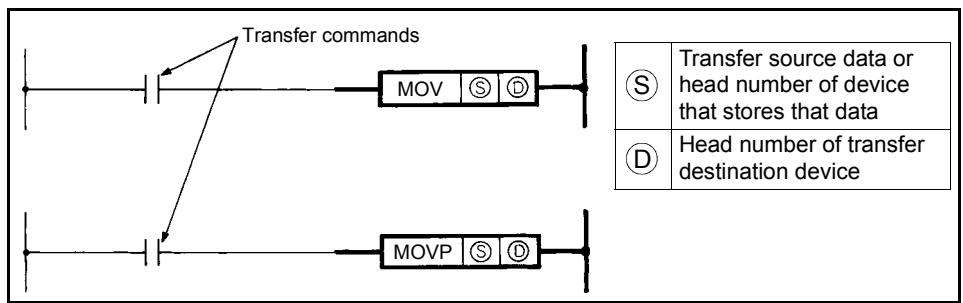 Transfer commands
MOV Ⓢ Ⓓ
MOVP Ⓢ Ⓓ
Ⓢ Transfer source data or
head number of device
that stores that data
Ⓓ Head number of transfer
destination device